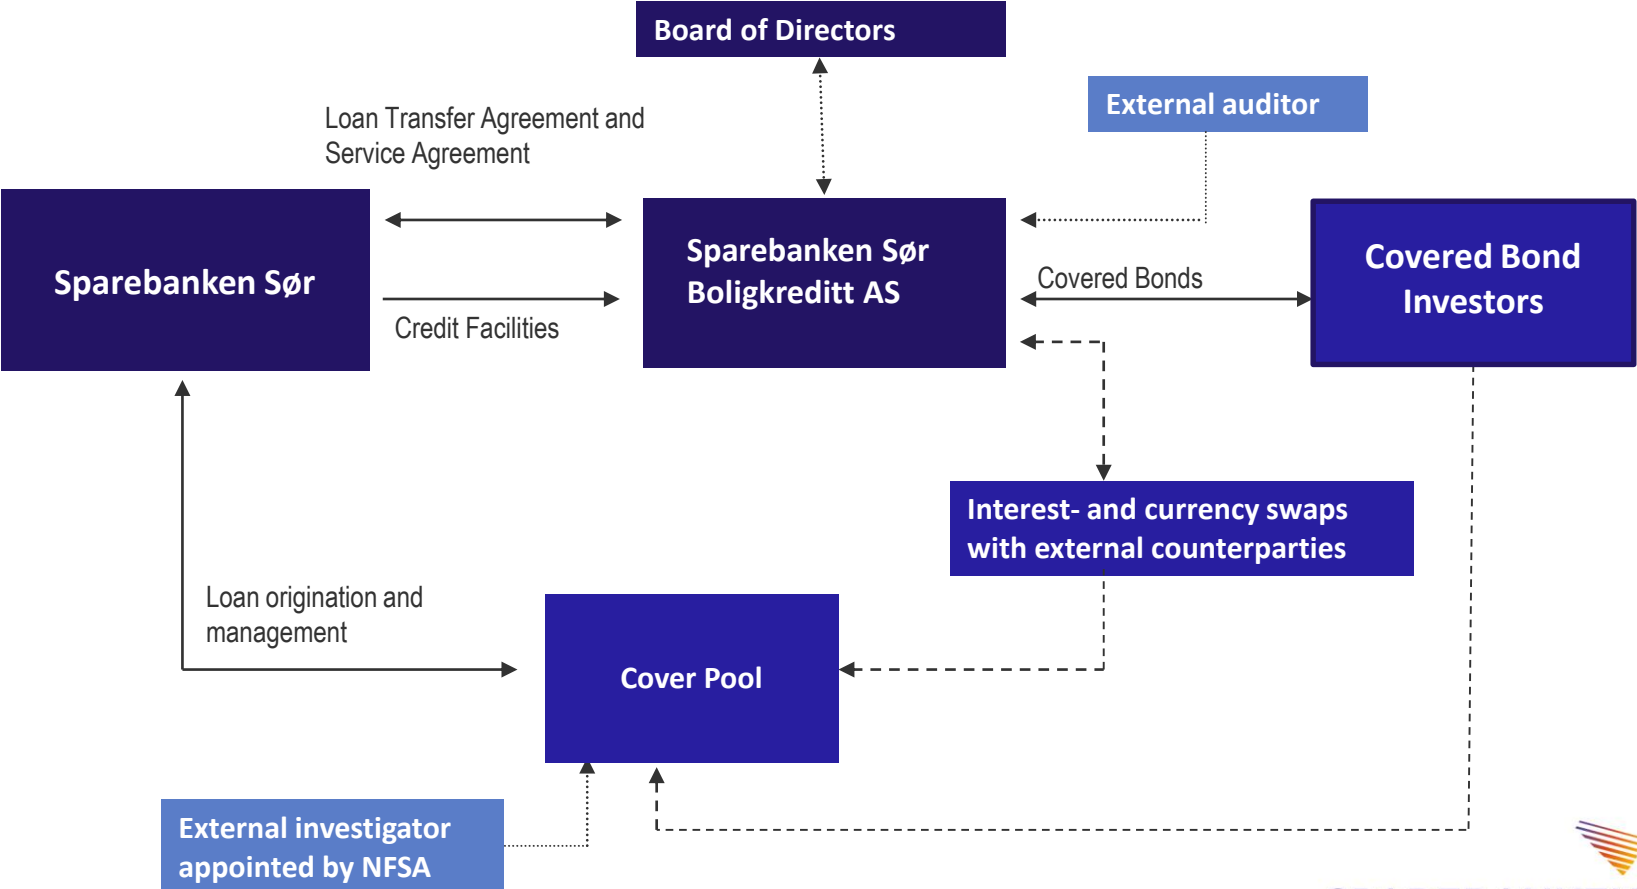 Board of Directors
External auditor
Loan Transfer Agreement and
Service Agreement
Sparebanken Sør
Sparebanken Sør
Boligkreditt AS
Covered Bonds
Covered Bond
Investors
Credit Facilities
Interest- and currency swaps
with external counterparties
Loan origination and
management
Cover Pool
External investigator
appointed by NFSA